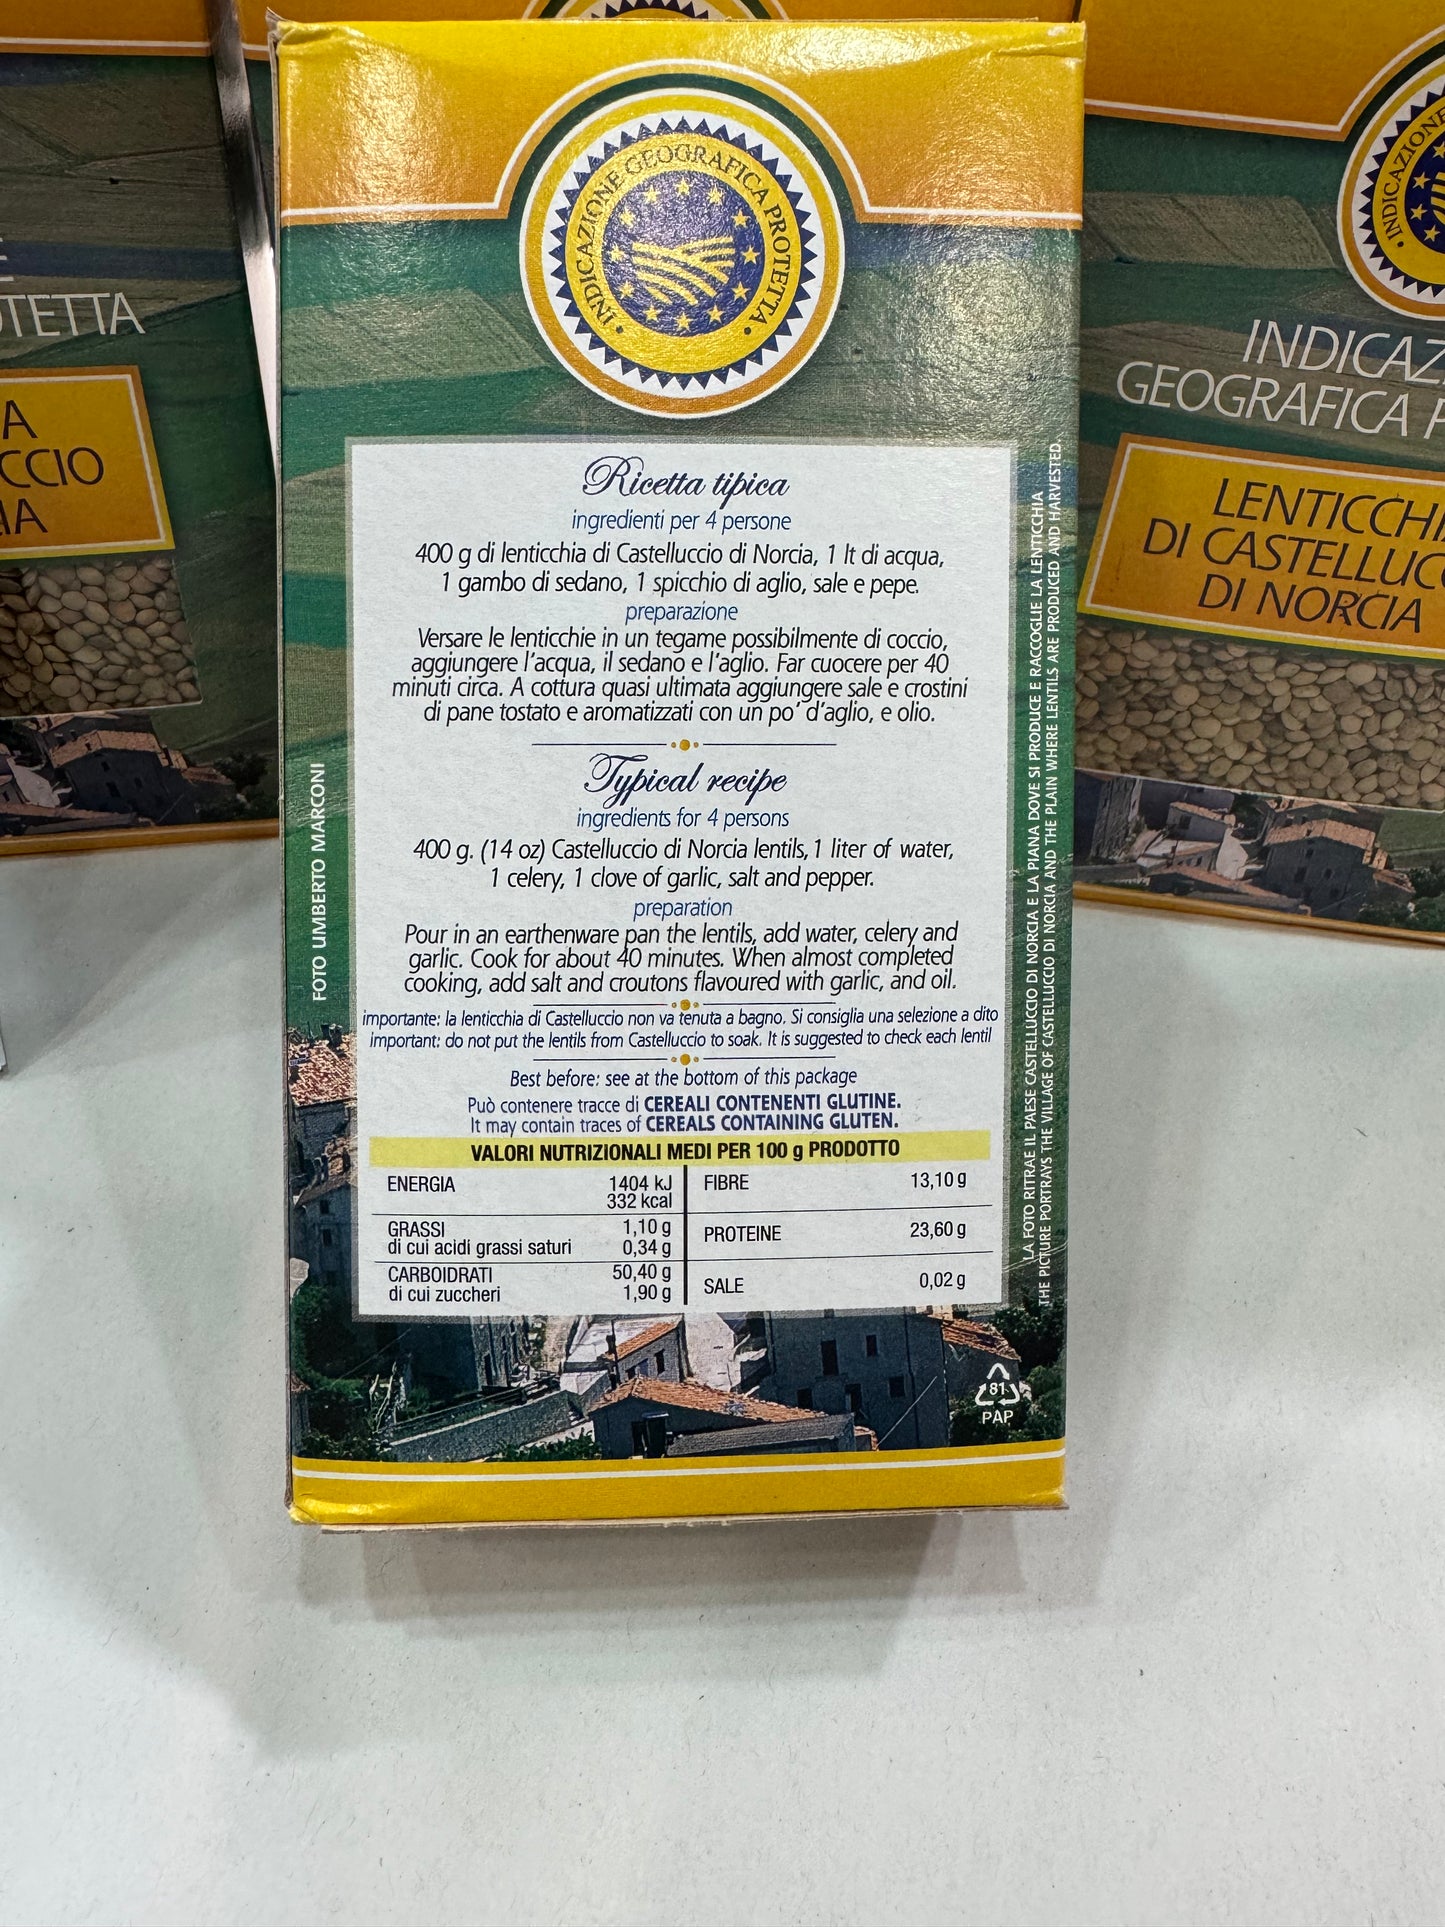 INDICAZIONE GEOGRAFICA PROTETTA
Ricetta tipica
ingredienti per 4 persone
400 g di lenticchia di Castelluccio di Norcia, 1 lt di acqua,
1 gambo di sedano, 1 spicchio di aglio, sale e pepe.
preparazione
Versare le lenticchie in un tegame possibilmente di coccio,
aggiungere l'acqua, il sedano e l'aglio. Far cuocere per 40
minuti circa. A cottura quasi ultimata aggiungere sale e crostini
di pane tostato e aromatizzati con un po' d'aglio, e olio.
Typical recipe
ingredients for 4 persons
400 g. (14 oz) Castelluccio di Norcia lentils, 1 liter of water,
1 celery, 1 clove of garlic, salt and pepper.
preparation
Pour in an earthenware pan the lentils, add water, celery and
garlic. Cook for about 40 minutes. When almost completed
cooking, add salt and croutons flavoured with garlic, and oil.
importante: la lenticchia di Castelluccio non va tenuta a bagno. Si consiglia una selezione a dito
important: do not put the lentils from Castelluccio to soak. It is suggested to check each lentil
Best before: see at the bottom of this package
Può contenere tracce di CEREALI CONTENENTI GLUTINE.
It may contain traces of CEREALS CONTAINING GLUTEN.
VALORI NUTRIZIONALI MEDI PER 100 g PRODOTTO
ENERGIA 1404 kJ
332 kcal
GRASSI 1,10 g
di cui acidi grassi saturi 0,34 g
CARBOIDRATI 50,40 g
di cui zuccheri 1,90 g
FIBRE 13,10 g
PROTEINE 23,60 g
SALE 0,02 g
81
PAP
FOTO UMBERTO MARCONI
LA FOTO RITRAE IL PAESE CASTELLUCCIO DI NORCIA E LA PIANA DOVE SI PRODUCE E RACCOGLIE LA LENTICCHIA
THE PICTURE PORTRAYS THE VILLAGE OF CASTELLUCCIO DI NORCIA AND THE PLAIN WHERE LENTILS ARE PRODUCED AND HARVESTED.
E
OTETTA
A
CCIO
IA
INDICAZIONE
INDICAZ
GEOGRAFICA P
LENTICCHI
DI CASTELLUCC
DI NORCIA